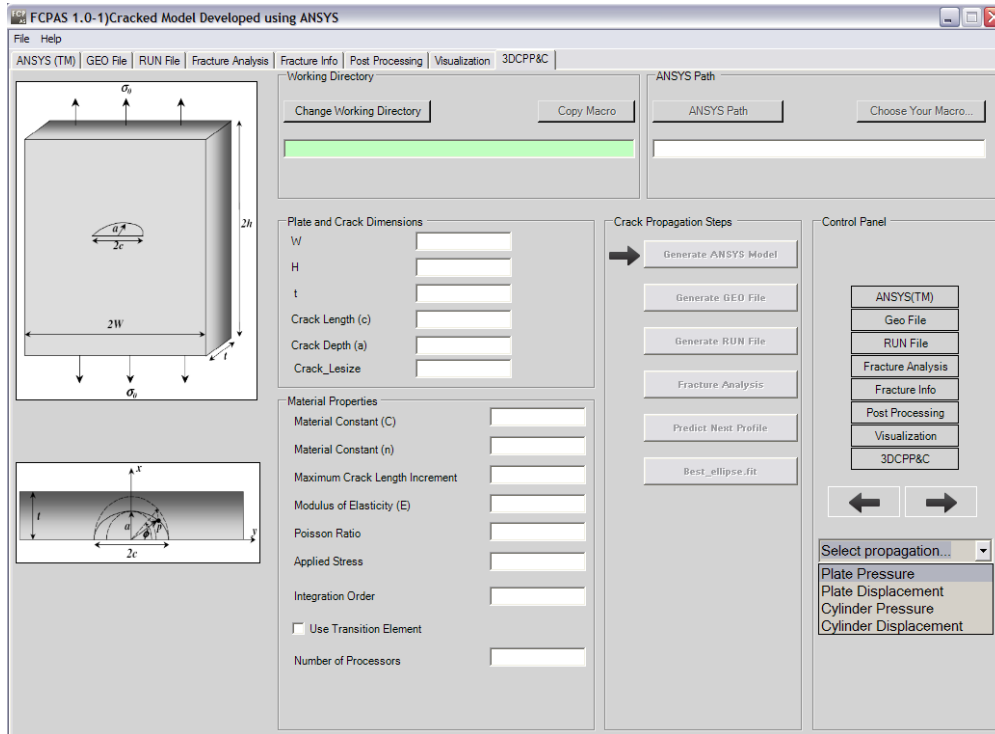 FCPAS 1.0-1)Cracked Model Developed using ANSYS
File Help
ANSYS (TM) GEO File RUN File Fracture Analysis Fracture Info Post Processing Visualization 3DCPP&C
σ₀
a
2c
2h
2W
t
σ₀
x
t
a
p
ϕ
y
2c
Working Directory
Change Working Directory Copy Macro
ANSYS Path
ANSYS Path Choose Your Macro...
Plate and Crack Dimensions
W
H
t
Crack Length (c)
Crack Depth (a)
Crack_Lesize
Material Properties
Material Constant (C)
Material Constant (n)
Maximum Crack Length Increment
Modulus of Elasticity (E)
Poisson Ratio
Applied Stress
Integration Order
Use Transition Element
Number of Processors
Crack Propagation Steps
Generate ANSYS Model
Generate GEO File
Generate RUN File
Fracture Analysis
Predict Next Profile
Best_ellipse.fit
Control Panel
ANSYS(TM)
Geo File
RUN File
Fracture Analysis
Fracture Info
Post Processing
Visualization
3DCPP&C
Select propagation...
Plate Pressure
Plate Displacement
Cylinder Pressure
Cylinder Displacement